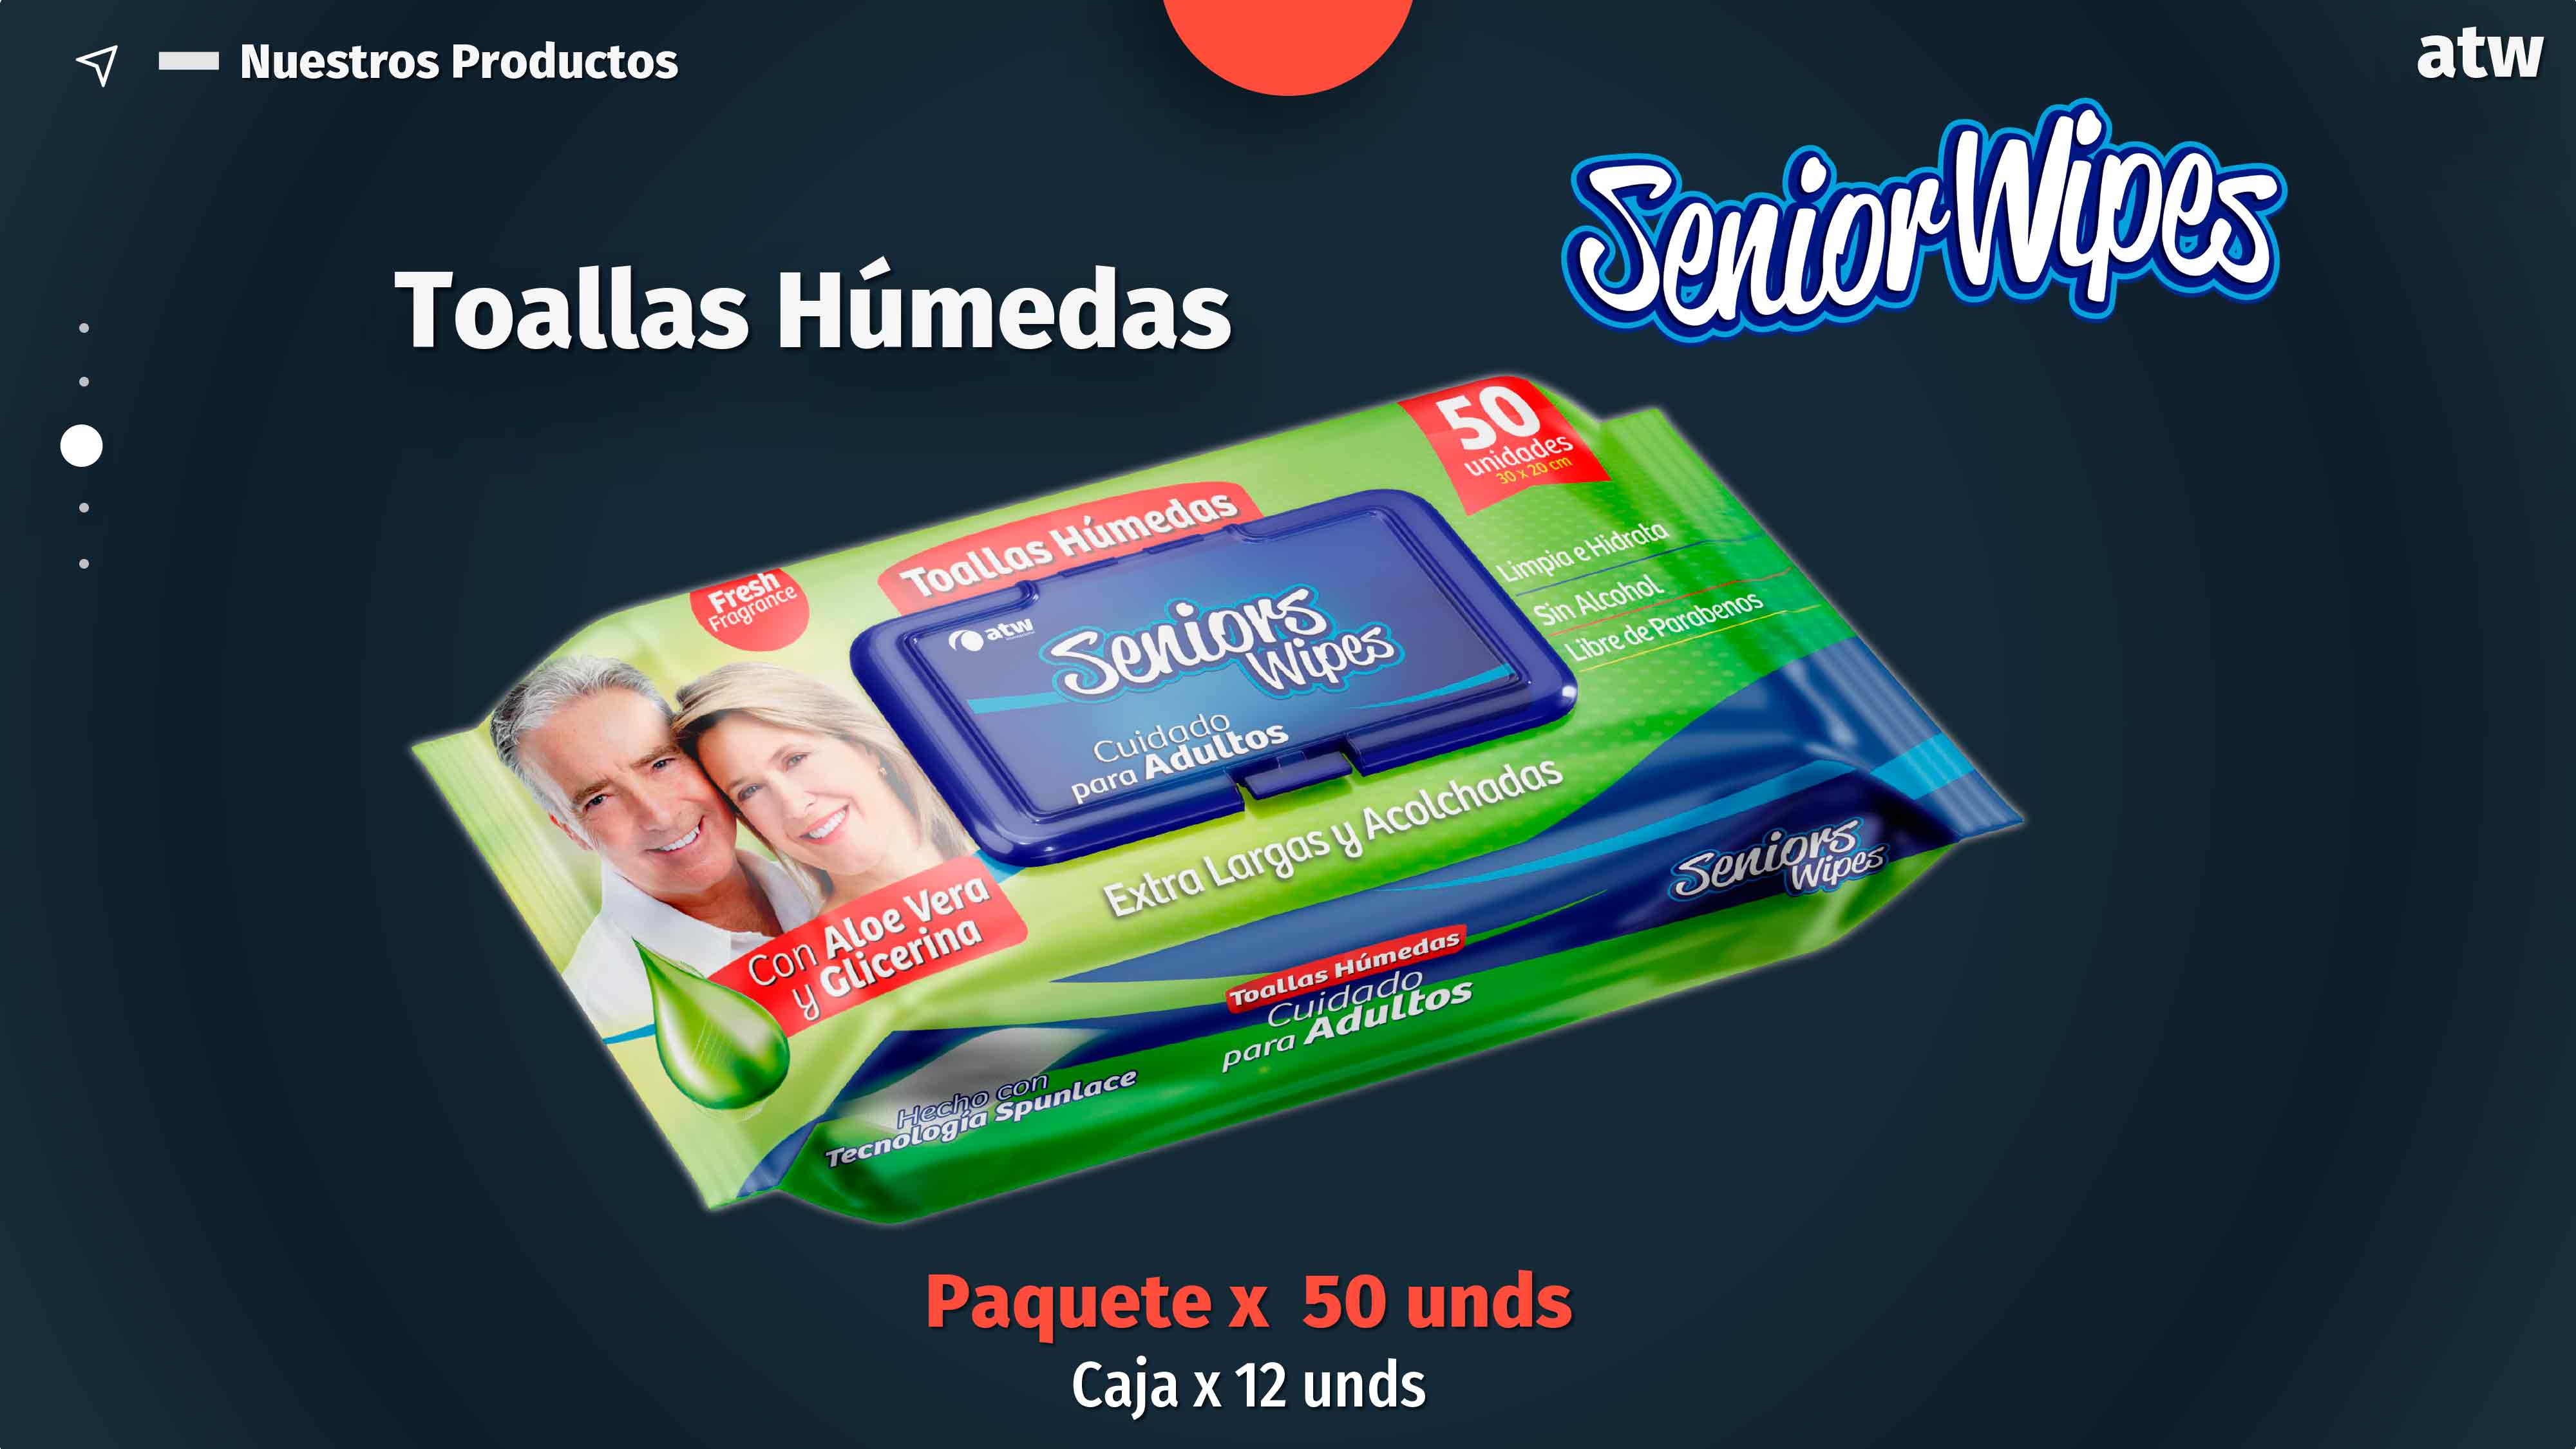 Nuestros Productos
atw
SeniorWipes
Toallas Húmedas
50
unidades
30 x 20 cm
Toallas Húmedas
Fresh
Fragrance
Limpia e Hidrata
Sin Alcohol
Libre de Parabenos
atw
Seniors
Wipes
Cuidado
para Adultos
Extra Largas y Acolchadas
Con Aloe Vera
y Glicerina
Seniors
Wipes
Toallas Húmedas
Cuidado
para Adultos
Hecho con
Tecnología Spunlace
Paquete x 50 unds
Caja x 12 unds